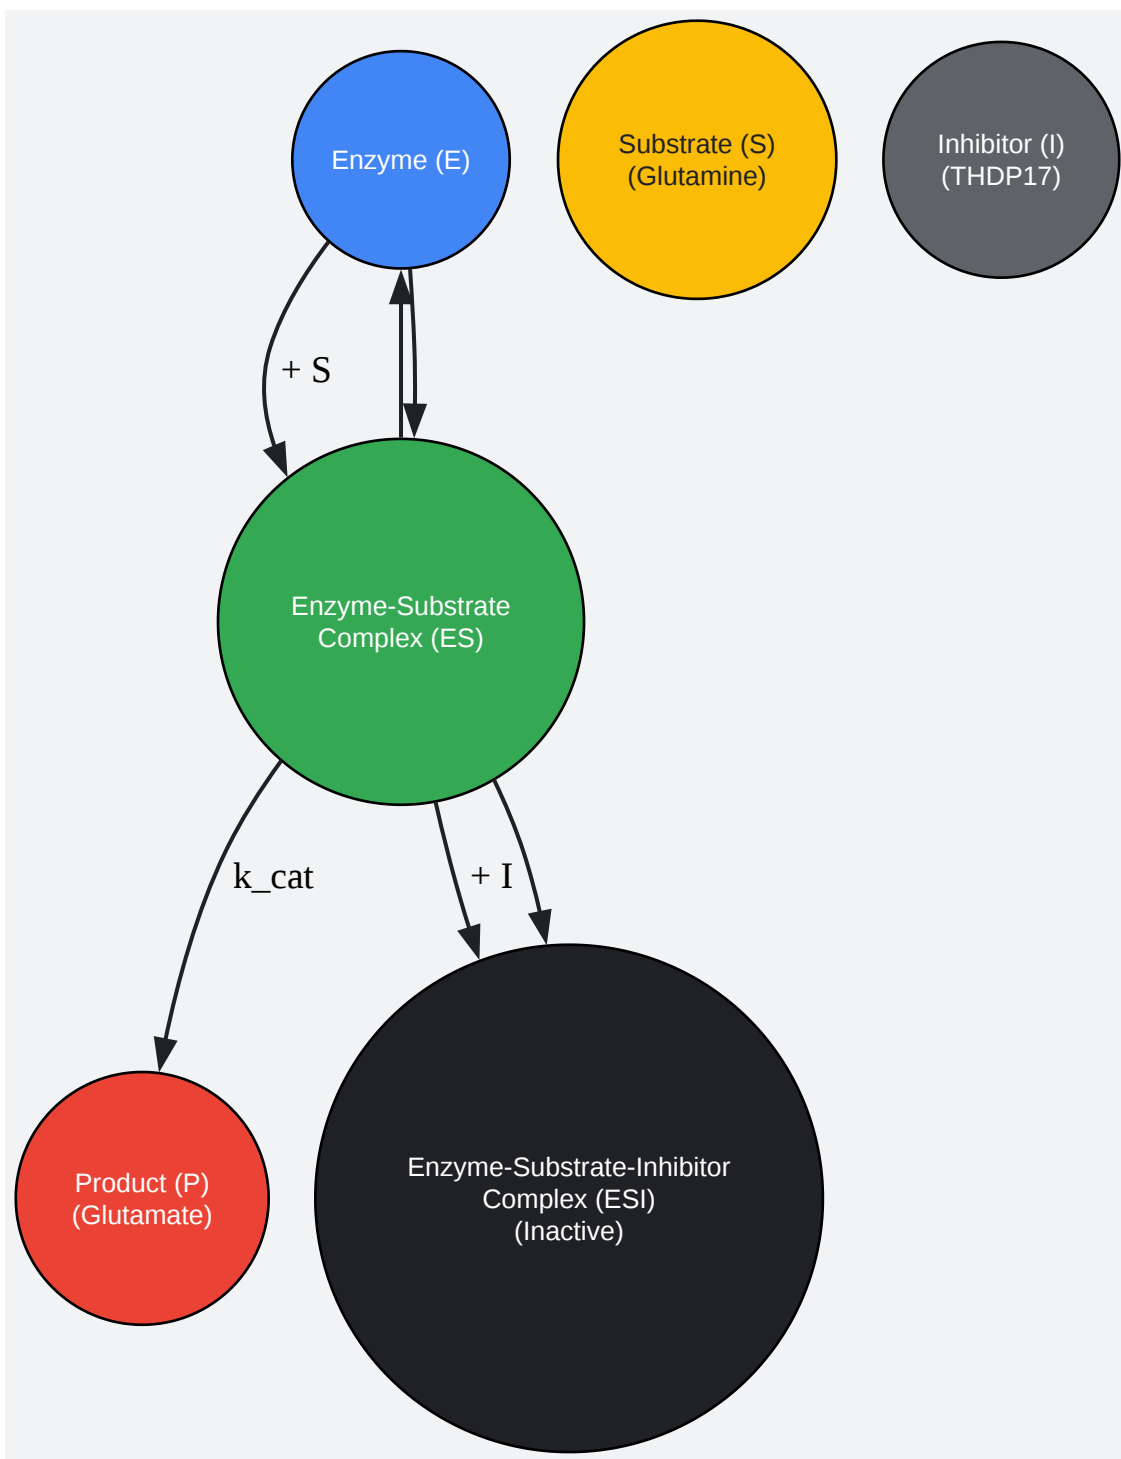 Enzyme (E)
Substrate (S)
(Glutamine)
Inhibitor (I)
(THDP17)
+ S
Enzyme-Substrate
Complex (ES)
k_cat
+ I
Product (P)
(Glutamate)
Enzyme-Substrate-Inhibitor
Complex (ESI)
(Inactive)